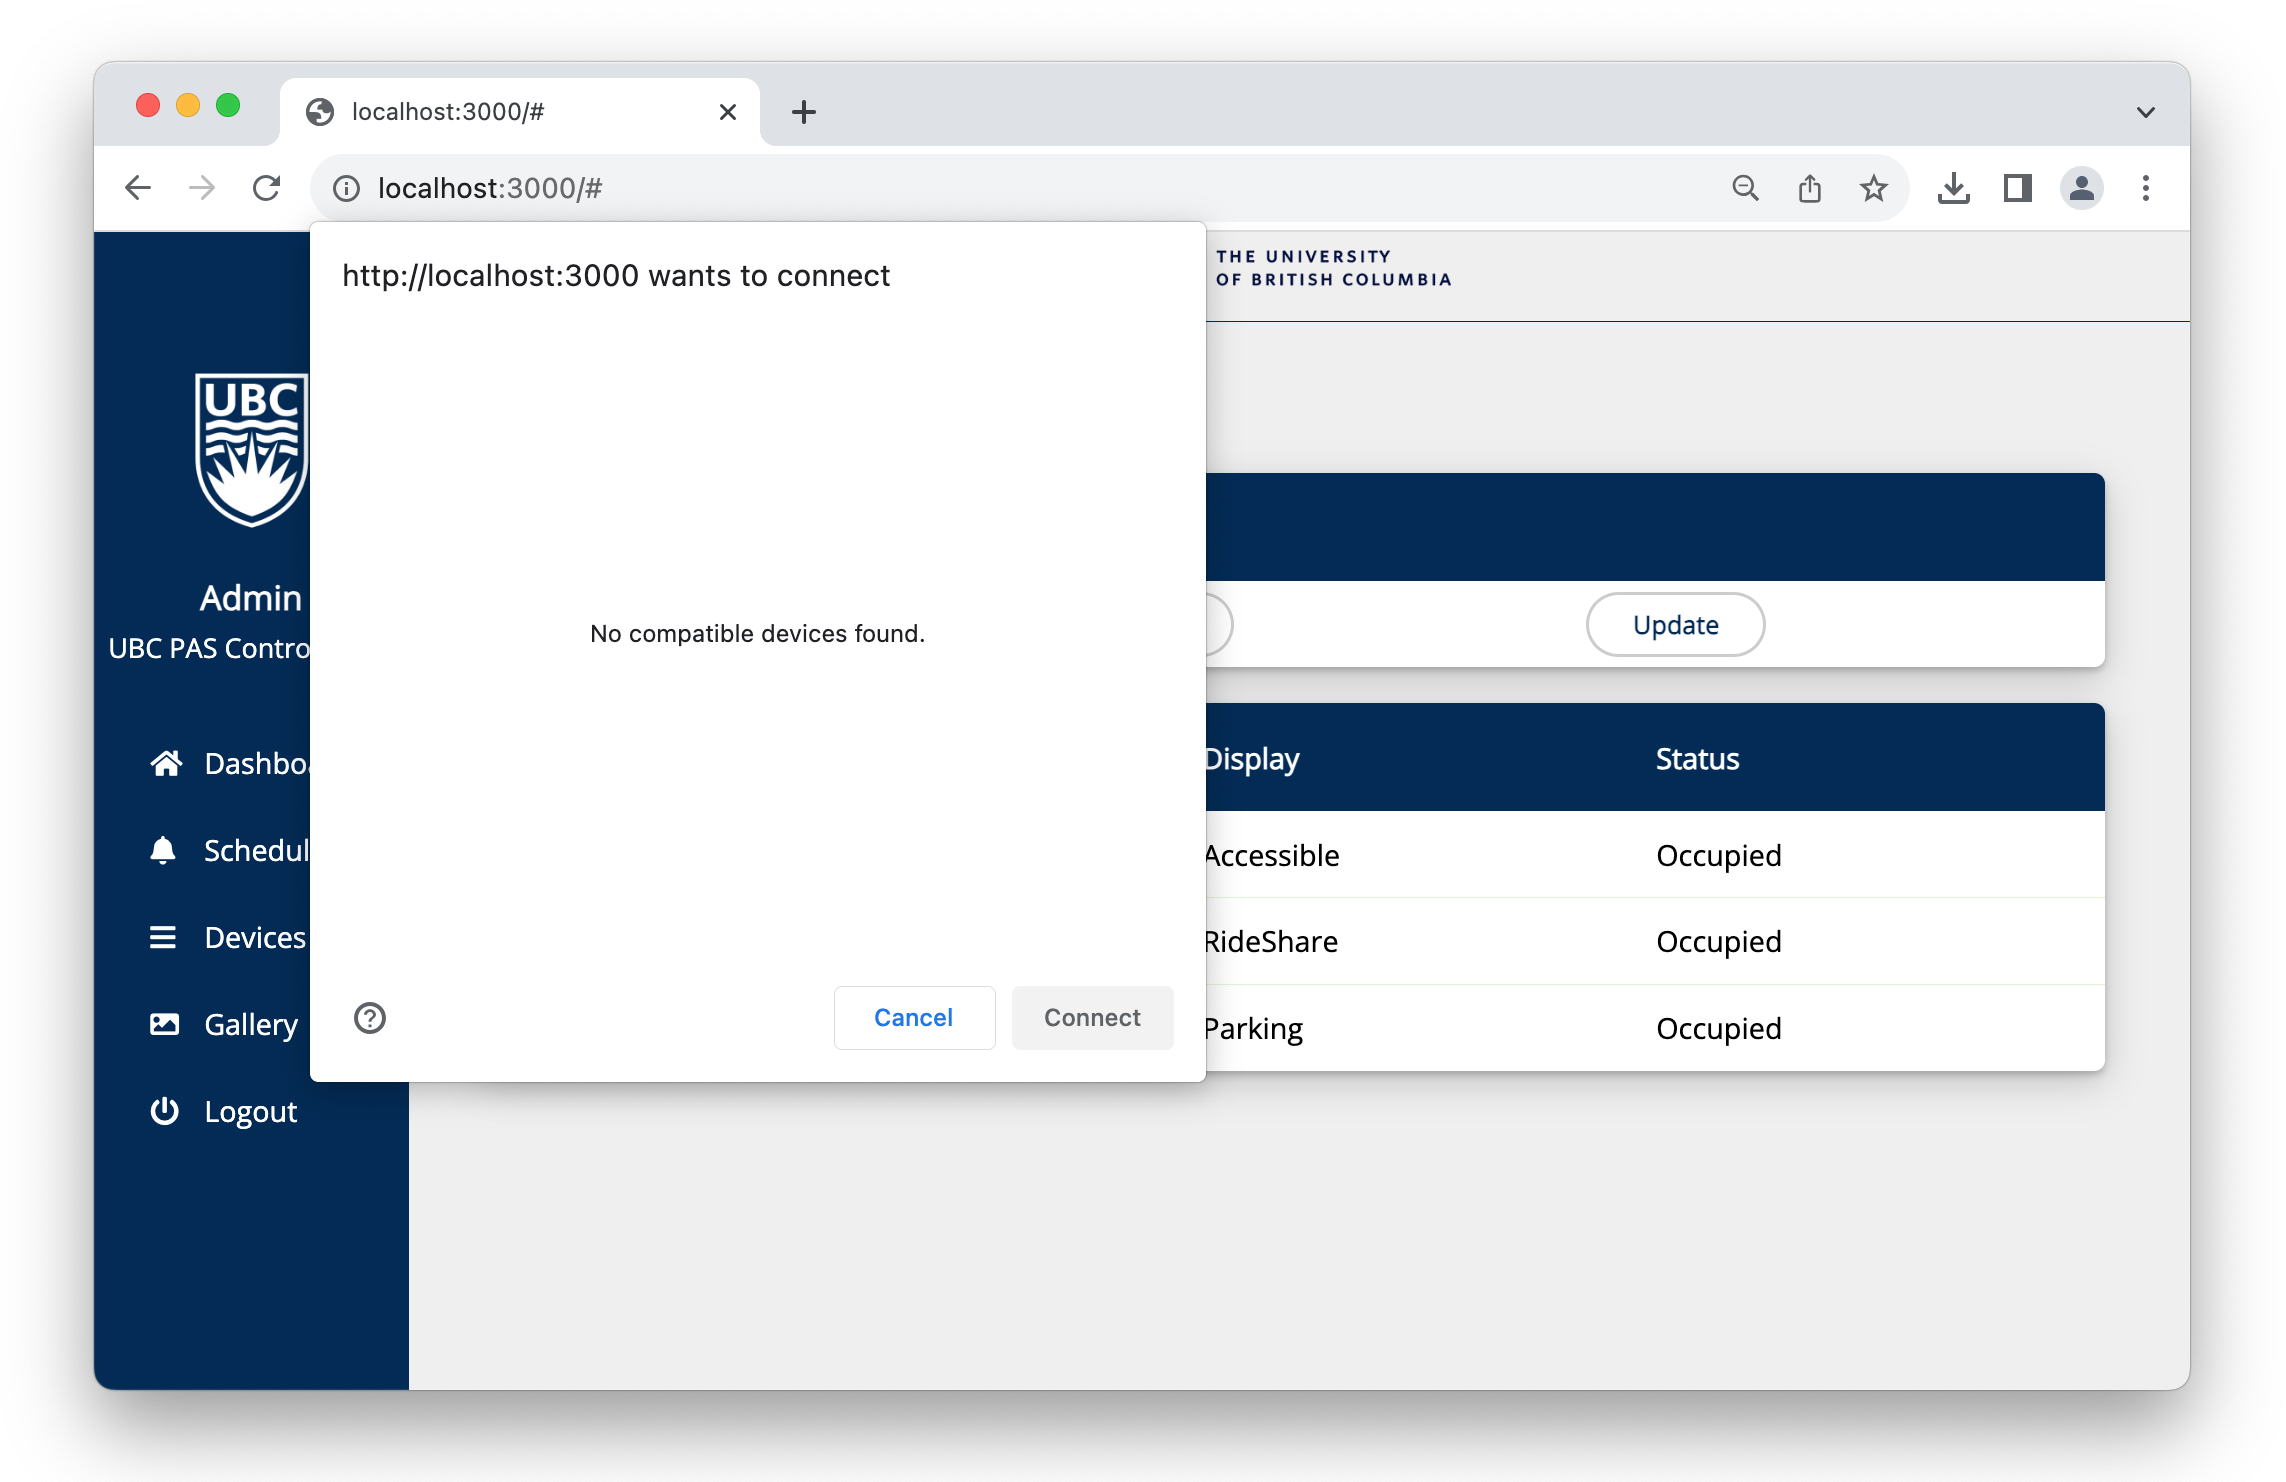 localhost:3000/#
localhost:3000/#
http://localhost:3000 wants to connect
No compatible devices found.
Cancel
Connect
THE UNIVERSITY
OF BRITISH COLUMBIA
UBC
Admin
UBC PAS Contro
Dashboa
Schedul
Devices
Gallery
Logout
Update
Display Status
Accessible Occupied
RideShare Occupied
Parking Occupied